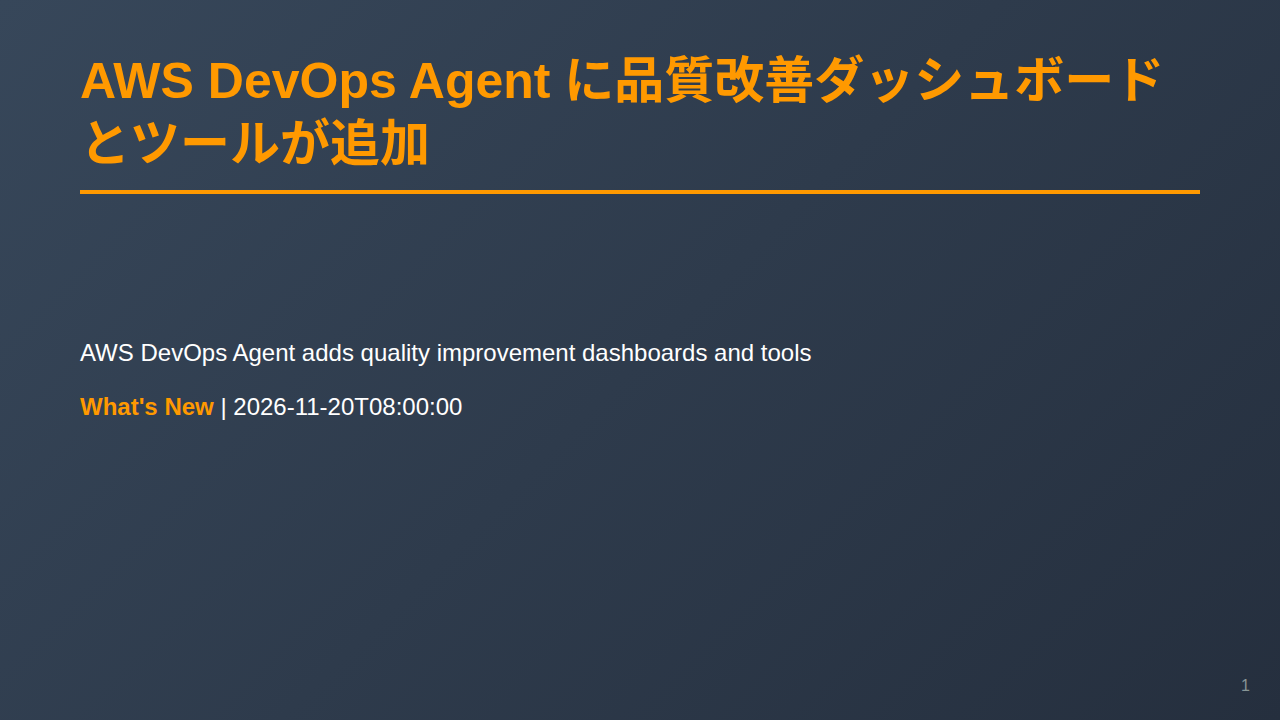 AWS DevOps Agent に品質改善ダッシュボード
とツールが追加
AWS DevOps Agent adds quality improvement dashboards and tools
What's New | 2026-11-20T08:00:00
1